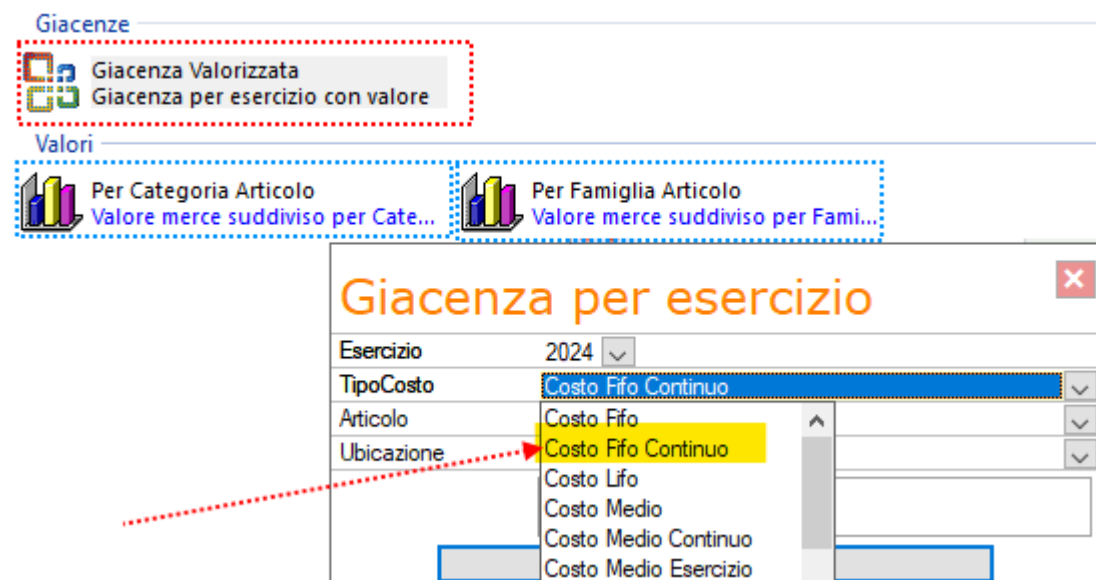 Giacenze
Giacenza Valorizzata
Giacenza per esercizio con valore
Valori
Per Categoria Articolo
Valore merce suddiviso per Cate...
Per Famiglia Articolo
Valore merce suddiviso per Fami...
Giacenza per esercizio
Esercizio 2024
TipoCosto Costo Fifo Continuo
Articolo Costo Fifo
Ubicazione Costo Fifo Continuo
Costo Lifo
Costo Medio
Costo Medio Continuo
Costo Medio Esercizio